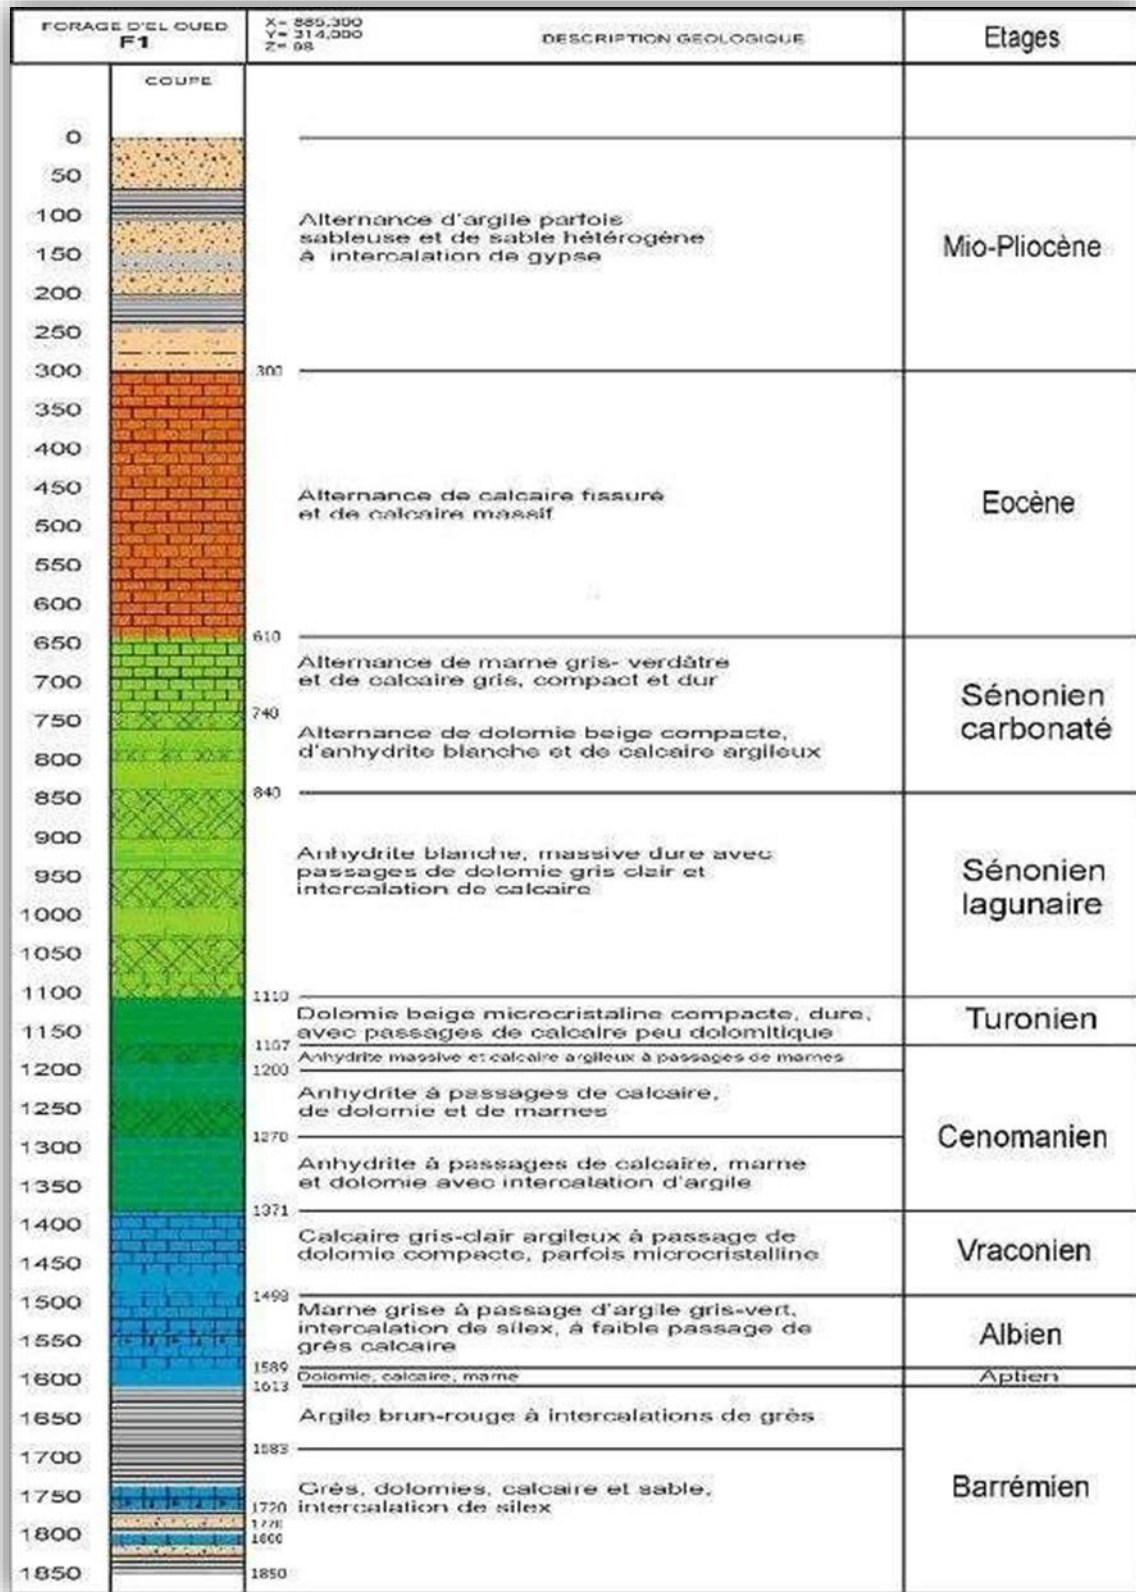 FORAGE D'EL OUED
F1
X= 885,300
Y= 314,000
Z= 68
DESCRIPTION GEOLOGIQUE
Etages
COUPE
0
50
100
150
200
250
300
350
400
450
500
550
600
650
700
750
800
850
900
950
1000
1050
1100
1150
1200
1250
1300
1350
1400
1450
1500
1550
1600
1650
1700
1750
1800
1850
Alternance d'argile parfois
sableuse et de sable hétérogène
à intercalation de gypse
Mio-Pliocène
300
Alternance de calcaire fissuré
et de calcaire massif
Eocène
610
Alternance de marne gris- verdâtre
et de calcaire gris, compact et dur
740
Alternance de dolomie beige compacte,
d'anhydrite blanche et de calcaire argileux
Sénonien
carbonaté
840
Anhydrite blanche, massive dure avec
passages de dolomie gris clair et
intercalation de calcaire
Sénonien
lagunaire
1110
Dolomie beige microcristaline compacte, dure,
avec passages de calcaire peu dolomitique
Turonien
1167
Anhydrite massive et calcaire argileux à passages de marnes
1200
Anhydrite à passages de calcaire,
de dolomie et de marnes
1270
Anhydrite à passages de calcaire, marne
et dolomie avec intercalation d'argile
Cenomanien
1371
Calcaire gris-clair argileux à passage de
dolomie compacte, parfois microcristalline
Vraconien
Marne grise à passage d'argile gris-vert,
intercalation de silex, à faible passage de
grès calcaire
Albien
1589
Dolomie, calcaire, marne
Aptien
1613
Argile brun-rouge à intercalations de grès
1683
Grès, dolomies, calcaire et sable,
intercalation de silex
Barrémien
1720
1770
1800
1850